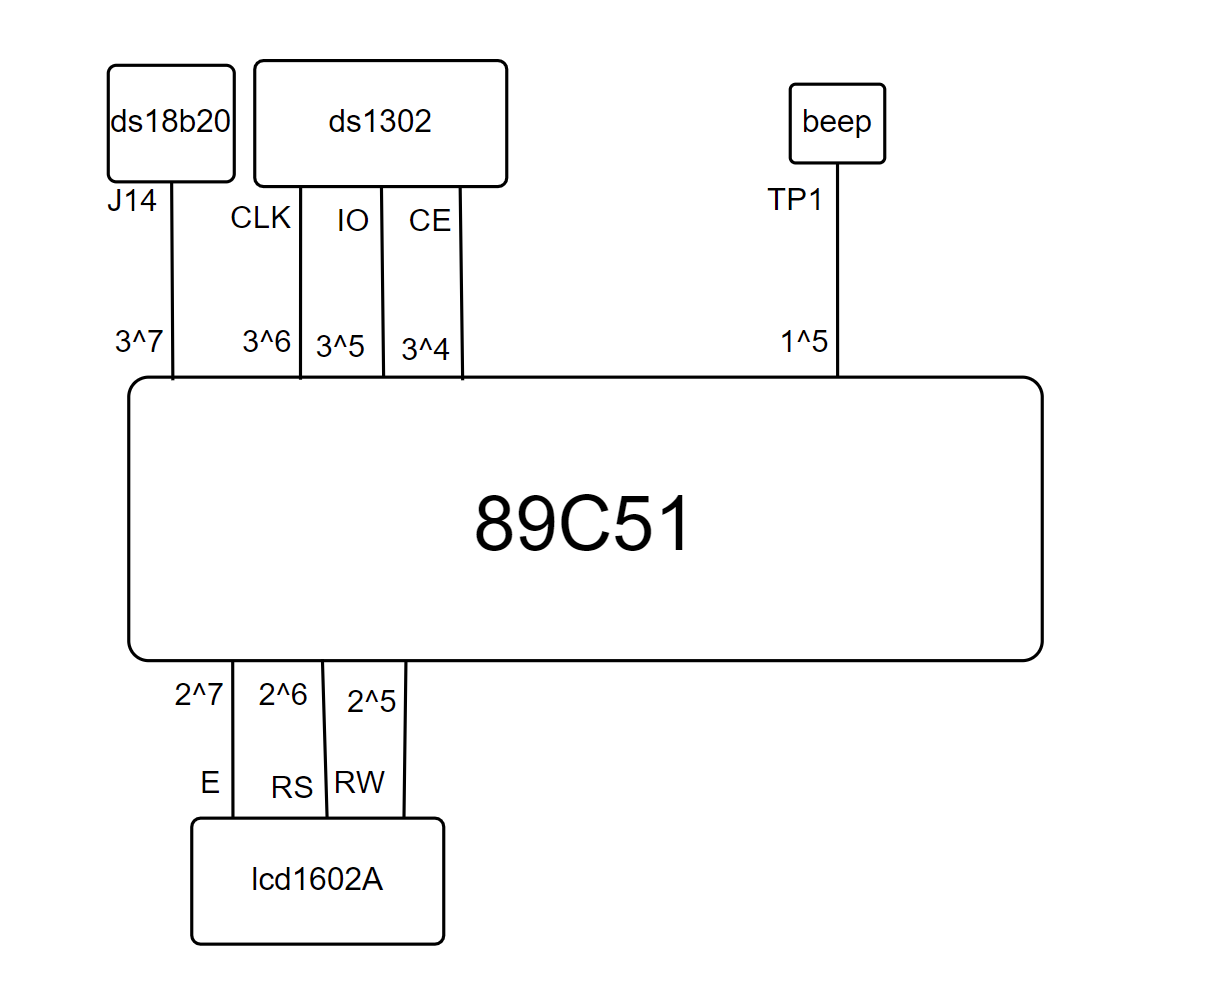 ds18b20
ds1302
beep
J14
CLK
IO
CE
TP1
3^7
3^6
3^5
3^4
1^5
89C51
2^7
2^6
2^5
E
RS
RW
lcd1602A